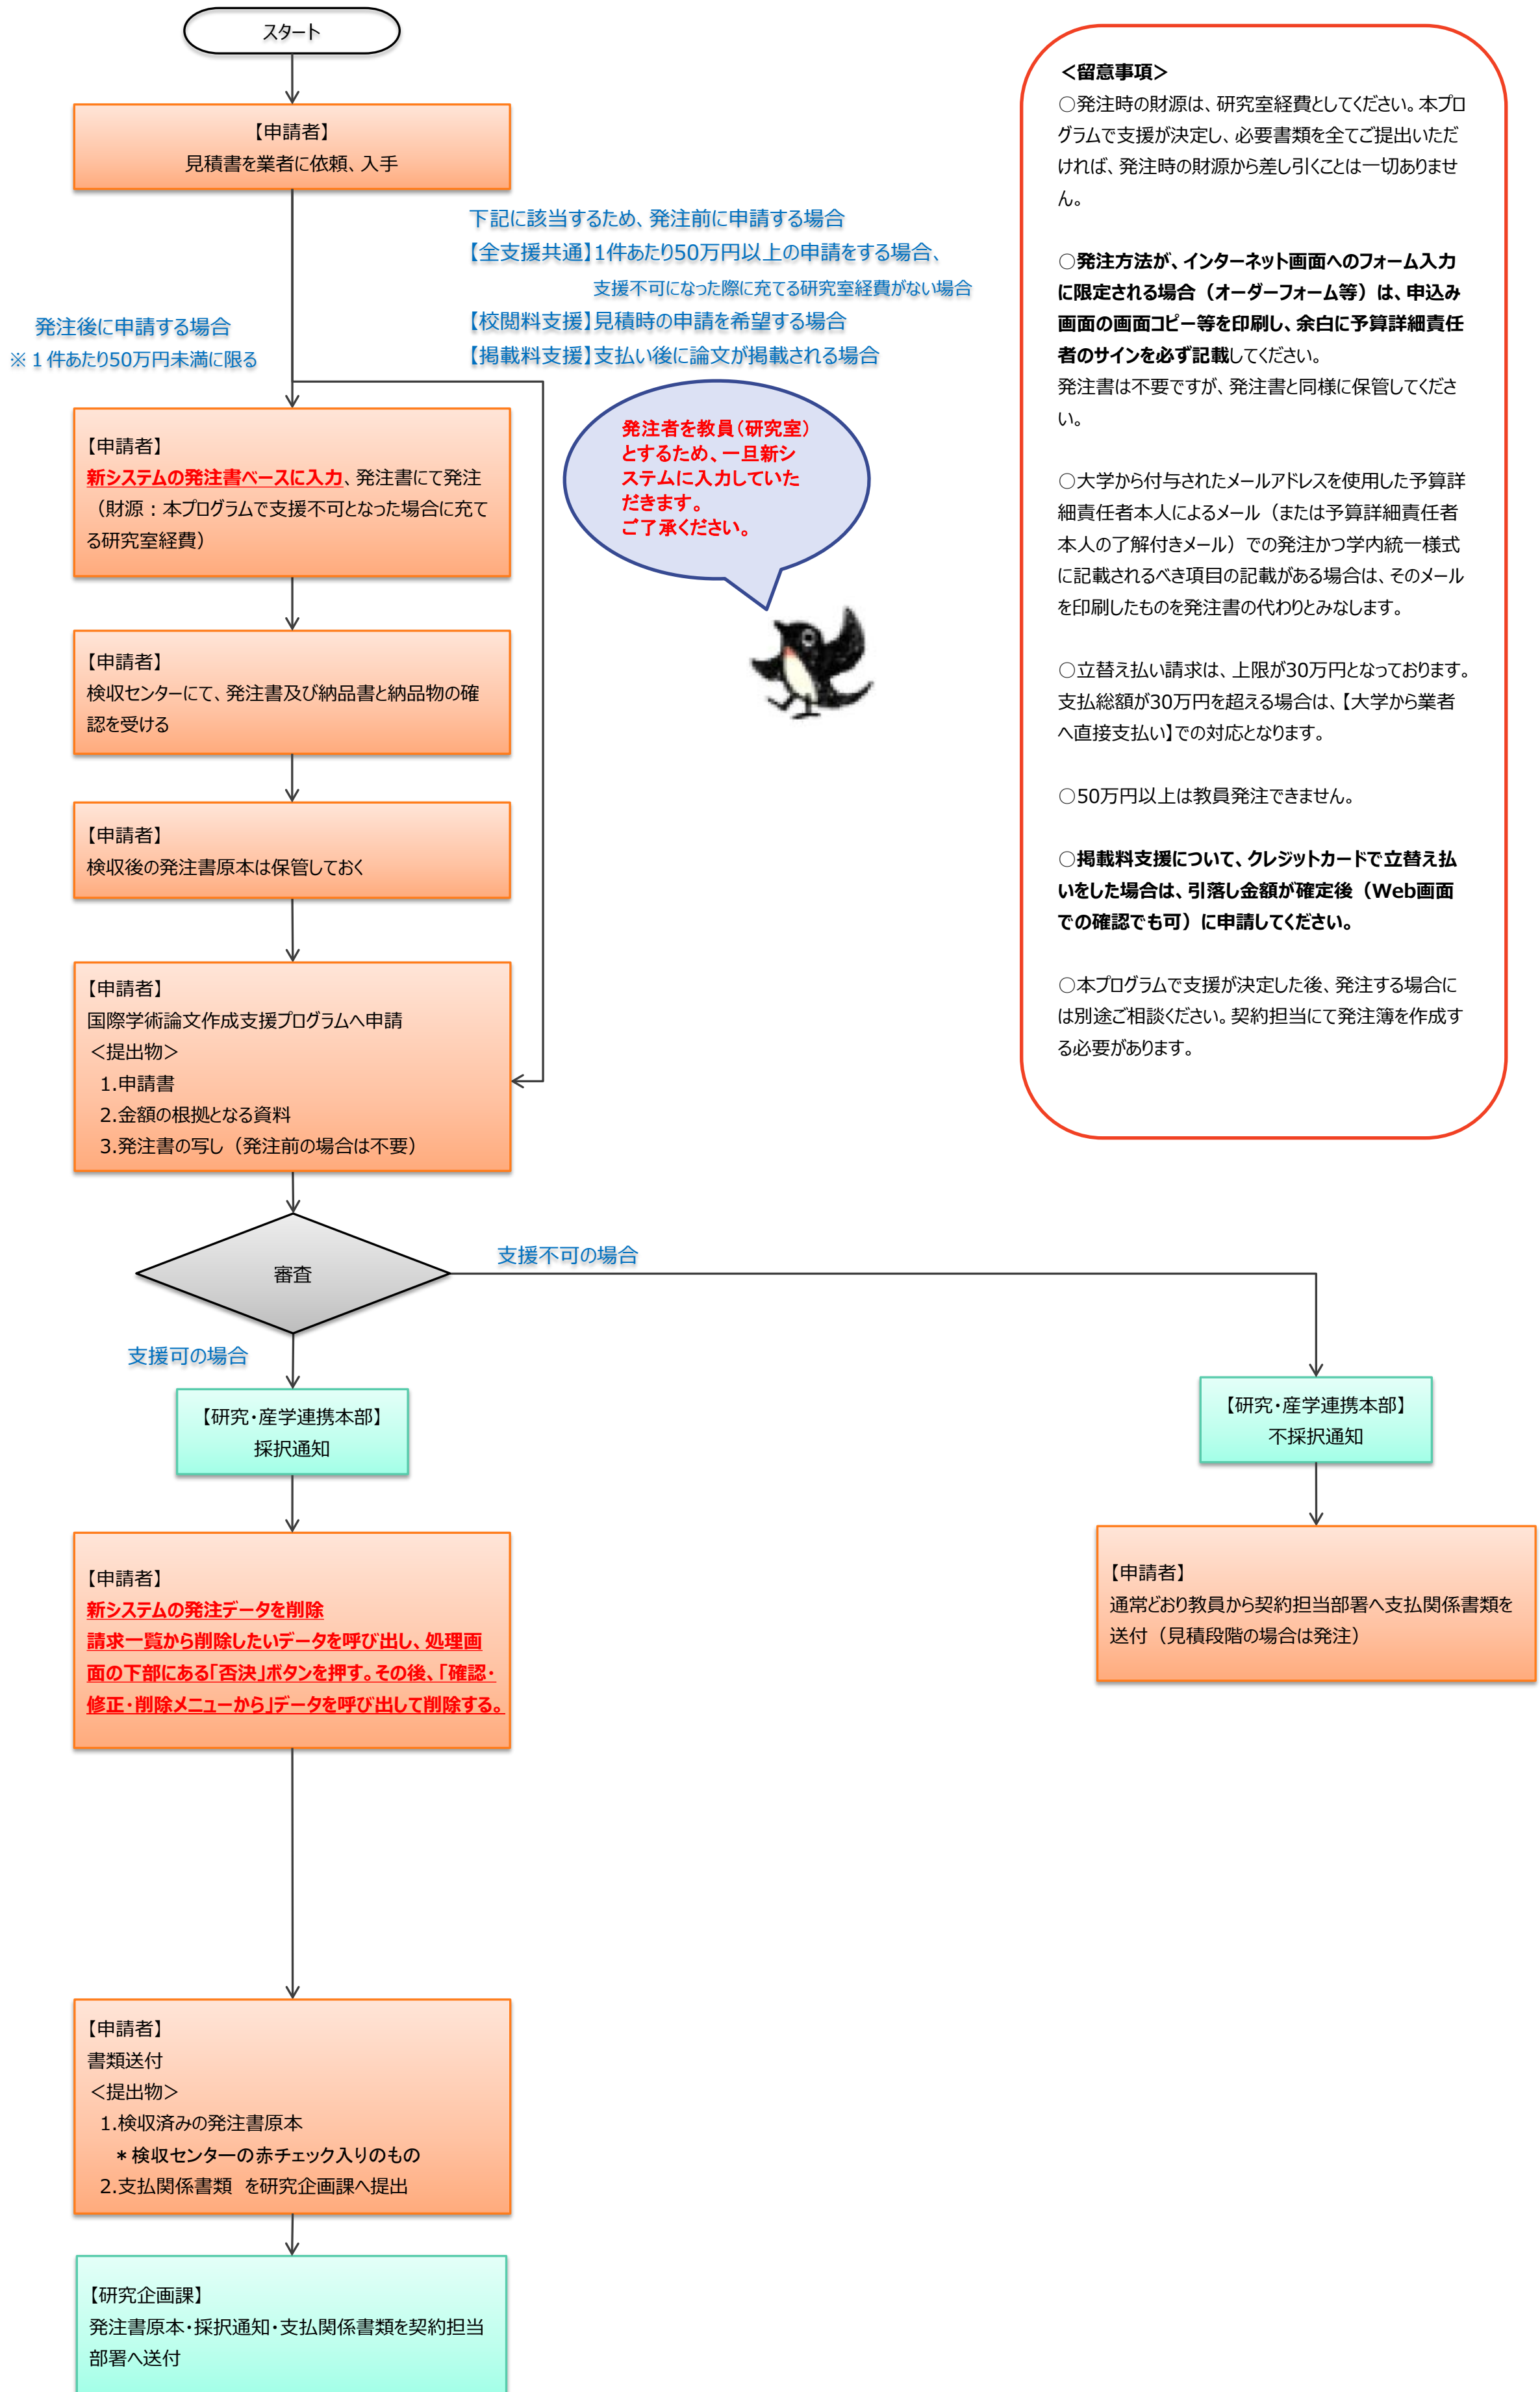 スタート
【申請者】
見積書を業者に依頼、入手
下記に該当するため、発注前に申請する場合
【全支援共通】1件あたり50万円以上の申請をする場合、
支援不可になった際に充てる研究室経費がない場合
【校閲料支援】見積時の申請を希望する場合
【掲載料支援】支払い後に論文が掲載される場合
発注後に申請する場合
※１件あたり50万円未満に限る
【申請者】
新システムの発注書ベースに入力、発注書にて発注
（財源：本プログラムで支援不可となった場合に充て
る研究室経費）
発注者を教員（研究室）
とするため、一旦新シ
ステムに入力していた
だきます。
ご了承ください。
【申請者】
検収センターにて、発注書及び納品書と納品物の確
認を受ける
【申請者】
検収後の発注書原本は保管しておく
【申請者】
国際学術論文作成支援プログラムへ申請
＜提出物＞
1.申請書
2.金額の根拠となる資料
3.発注書の写し（発注前の場合は不要）
審査
支援不可の場合
支援可の場合
【研究・産学連携本部】
採択通知
【研究・産学連携本部】
不採択通知
【申請者】
新システムの発注データを削除
請求一覧から削除したいデータを呼び出し、処理画
面の下部にある「否決」ボタンを押す。その後、「確認・
修正・削除メニューから」データを呼び出して削除する。
【申請者】
通常どおり教員から契約担当部署へ支払関係書類を
送付（見積段階の場合は発注）
【申請者】
書類送付
＜提出物＞
1.検収済みの発注書原本
＊検収センターの赤チェック入りのもの
2.支払関係書類　を研究企画課へ提出
【研究企画課】
発注書原本・採択通知・支払関係書類を契約担当
部署へ送付
＜留意事項＞
○発注時の財源は、研究室経費としてください。本プロ
グラムで支援が決定し、必要書類を全てご提出いただ
ければ、発注時の財源から差し引くことは一切ありませ
ん。
○発注方法が、インターネット画面へのフォーム入力
に限定される場合（オーダーフォーム等）は、申込み
画面の画面コピー等を印刷し、余白に予算詳細責任
者のサインを必ず記載してください。
発注書は不要ですが、発注書と同様に保管してくださ
い。
○大学から付与されたメールアドレスを使用した予算詳
細責任者本人によるメール（または予算詳細責任者
本人の了解付きメール）での発注かつ学内統一様式
に記載されるべき項目の記載がある場合は、そのメール
を印刷したものを発注書の代わりとみなします。
○立替え払い請求は、上限が30万円となっております。
支払総額が30万円を超える場合は、【大学から業者
へ直接支払い】での対応となります。
○50万円以上は教員発注できません。
○掲載料支援について、クレジットカードで立替え払
いをした場合は、引落し金額が確定後（Web画面
での確認でも可）に申請してください。
○本プログラムで支援が決定した後、発注する場合に
は別途ご相談ください。契約担当にて発注簿を作成す
る必要があります。